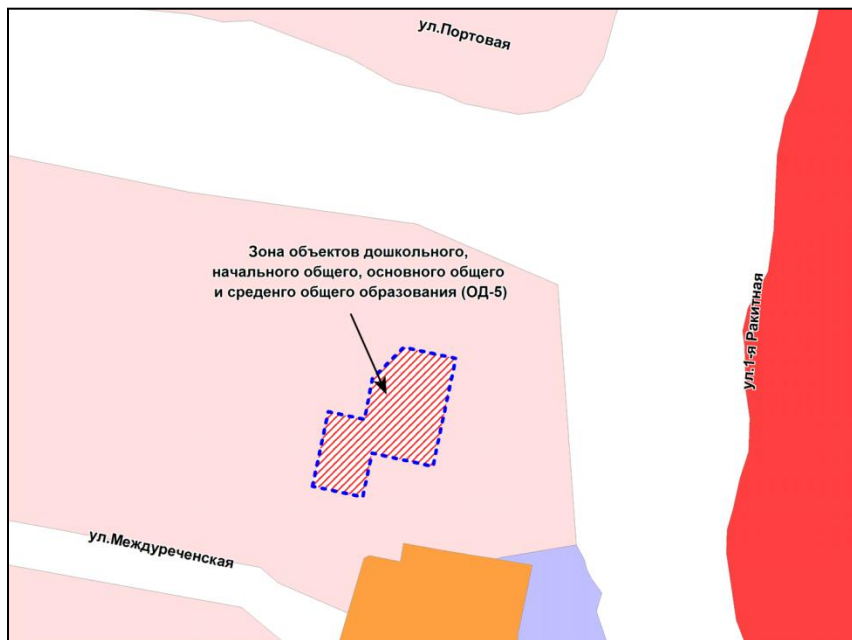 ул.Портовая
Зона объектов дошкольного,
начального общего, основного общего
и среденго общего образования (ОД-5)
ул.1-я Ракитная
ул.Междуреченская